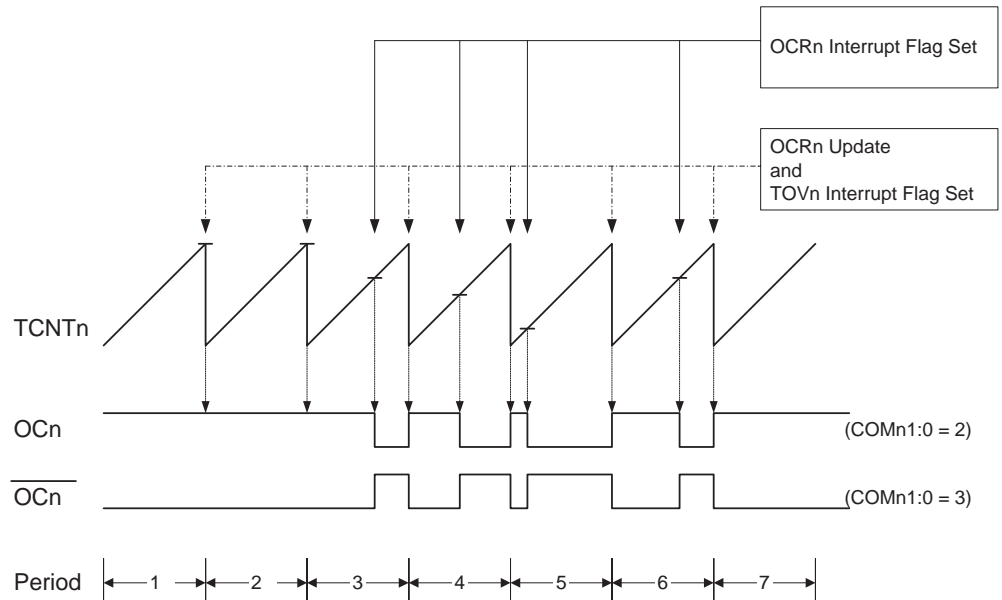 OCRn Interrupt Flag Set
OCRn Update
and
TOVn Interrupt Flag Set
TCNTn
OCn
(COMn1:0 = 2)
OCn
(COMn1:0 = 3)
Period
1
2
3
4
5
6
7